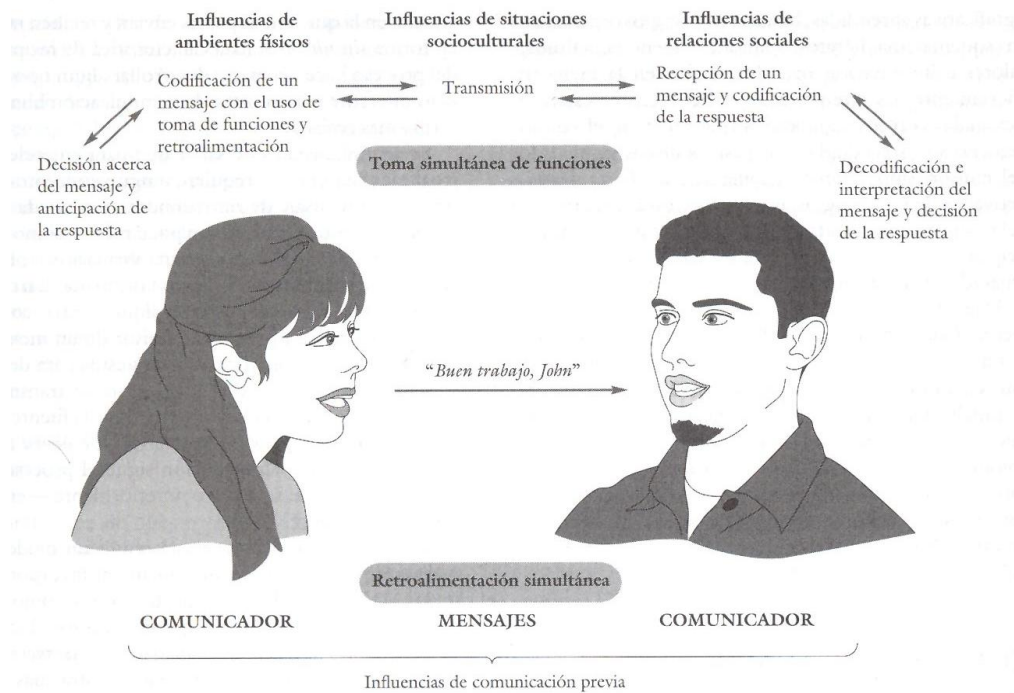 Influencias de
ambientes físicos
Influencias de situaciones
socioculturales
Influencias de
relaciones sociales
Codificación de un
mensaje con el uso de
toma de funciones y
retroalimentación
Transmisión
Recepción de un
mensaje y codificación
de la respuesta
Decisión acerca
del mensaje y
anticipación de
la respuesta
Toma simultánea de funciones
Decodificación e
interpretación del
mensaje y decisión
de la respuesta
“Buen trabajo, John”
Retroalimentación simultánea
COMUNICADOR
MENSAJES
COMUNICADOR
Influencias de comunicación previa